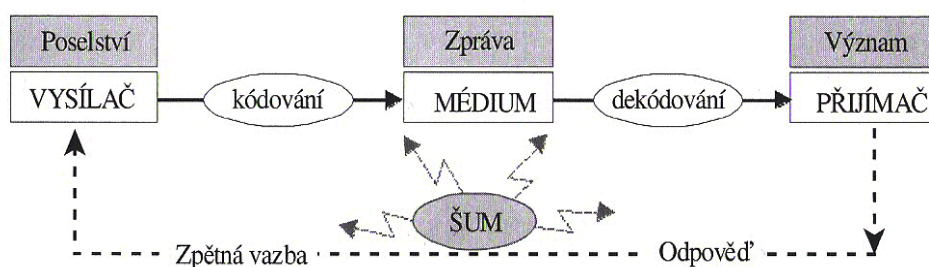 Poselství
Zpráva
Význam
VYSÍLAČ
kódování
MÉDIUM
dekódování
PŘIJÍMAČ
ŠUM
Zpětná vazba
Odpověď